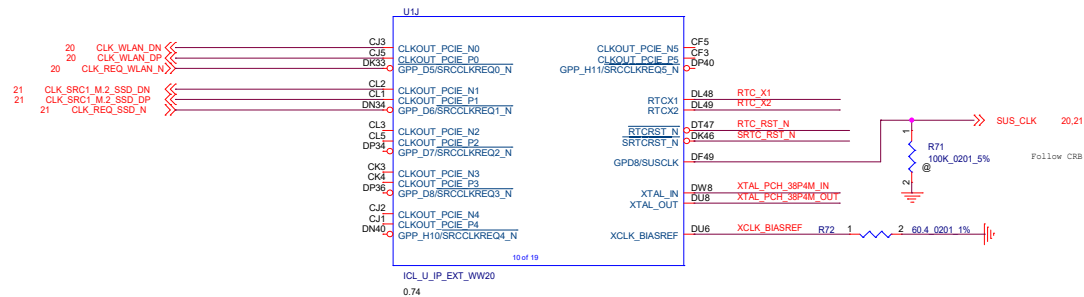 U1J
20 CLK_WLAN_DN CJ3 CLKOUT_PCIE_N0
20 CLK_WLAN_DP CJ5 CLKOUT_PCIE_P0
20 CLK_REQ_WLAN_N DK33 GPP_D5/SRCCLKREQ0_N
21 CLK_SRC1_M.2_SSD_DN CL2 CLKOUT_PCIE_N1
21 CLK_SRC1_M.2_SSD_DP CL1 CLKOUT_PCIE_P1
21 CLK_REQ_SSD_N DN34 GPP_D6/SRCCLKREQ1_N
CL3 CLKOUT_PCIE_N2
CL5 CLKOUT_PCIE_P2
DP34 GPP_D7/SRCCLKREQ2_N
CK3 CLKOUT_PCIE_N3
CK4 CLKOUT_PCIE_P3
DP36 GPP_D8/SRCCLKREQ3_N
CJ2 CLKOUT_PCIE_N4
CJ1 CLKOUT_PCIE_P4
DN40 GPP_H10/SRCCLKREQ4_N
CLKOUT_PCIE_N5 CF5
CLKOUT_PCIE_P5 CF3
GPP_H11/SRCCLKREQ5_N DP40
RTCX1 DL48 RTC_X1
RTCX2 DL49 RTC_X2
RTCRST_N DT47 RTC_RST_N
SRTCRST_N DK46 SRTC_RST_N
GPD8/SUSCLK DF49
SUS_CLK 20,21
1
R71
100K_0201_5%
@
2
Follow CRB
XTAL_IN DW8 XTAL_PCH_38P4M_IN
XTAL_OUT DU8 XTAL_PCH_38P4M_OUT
XCLK_BIASREF DU6 XCLK_BIASREF R72 1 2 60.4_0201_1%
10 of 19
ICL_U_IP_EXT_WW20
0.74